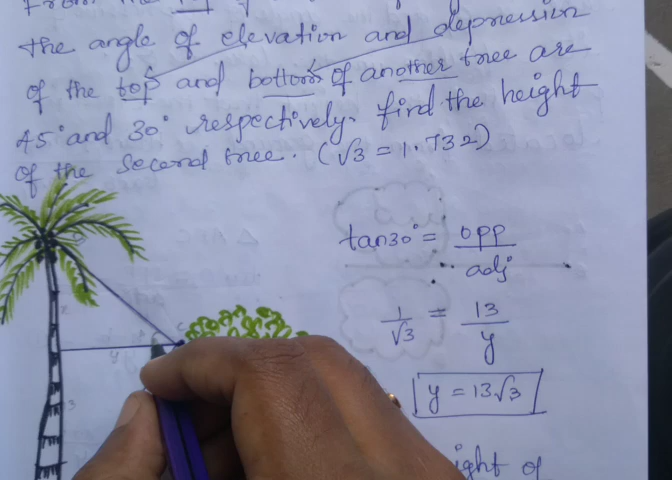 From the
the angle of elevation and depression
of the top and bottom of another tree are
45° and 30° respectively. find the height
of the second tree. (√3 = 1.732)
tan30° = opp
adj
1/√3 = 13/y
y = 13√3
y
ight of